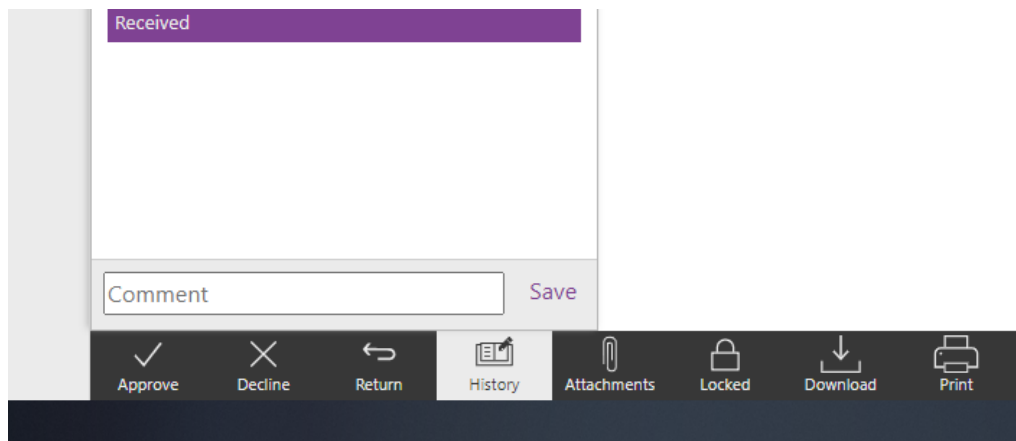 Received
Comment
Save
Approve
Decline
Return
History
Attachments
Locked
Download
Print